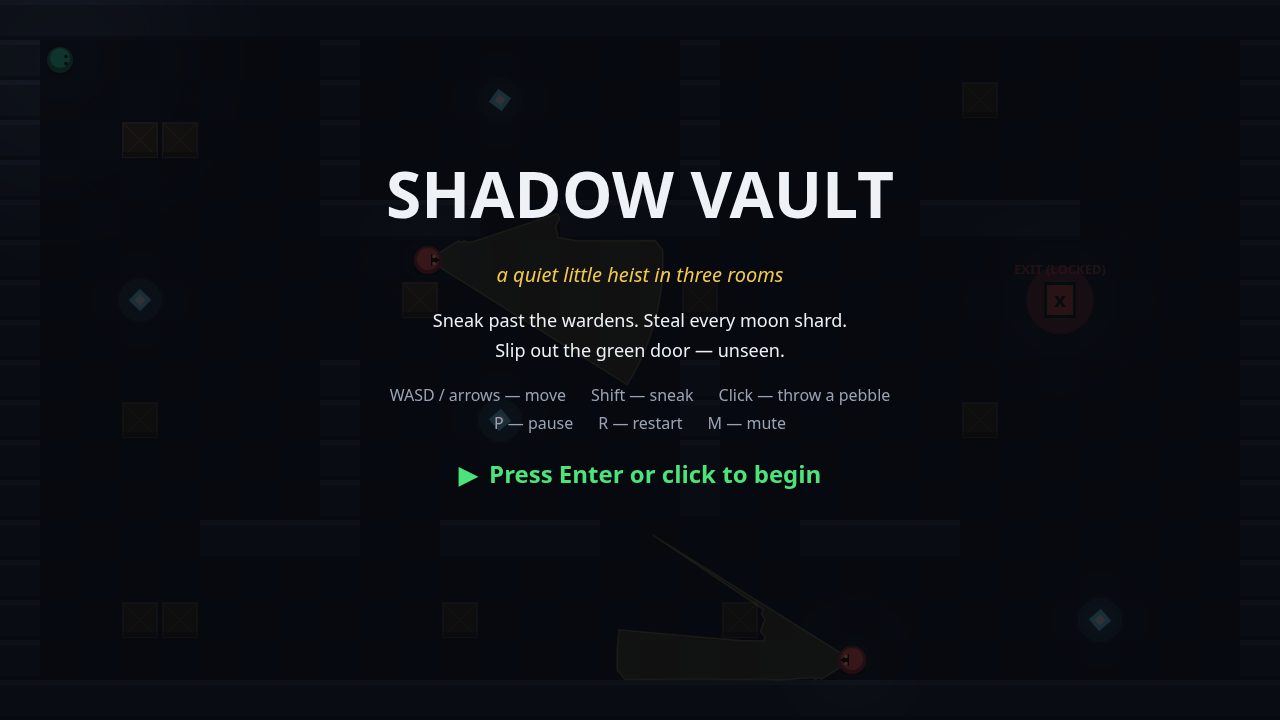 SHADOW VAULT
a quiet little heist in three rooms
EXIT (LOCKED)
X
Sneak past the wardens. Steal every moon shard.
Slip out the green door — unseen.
WASD / arrows — move Shift — sneak Click — throw a pebble
P — pause R — restart M — mute
▶ Press Enter or click to begin